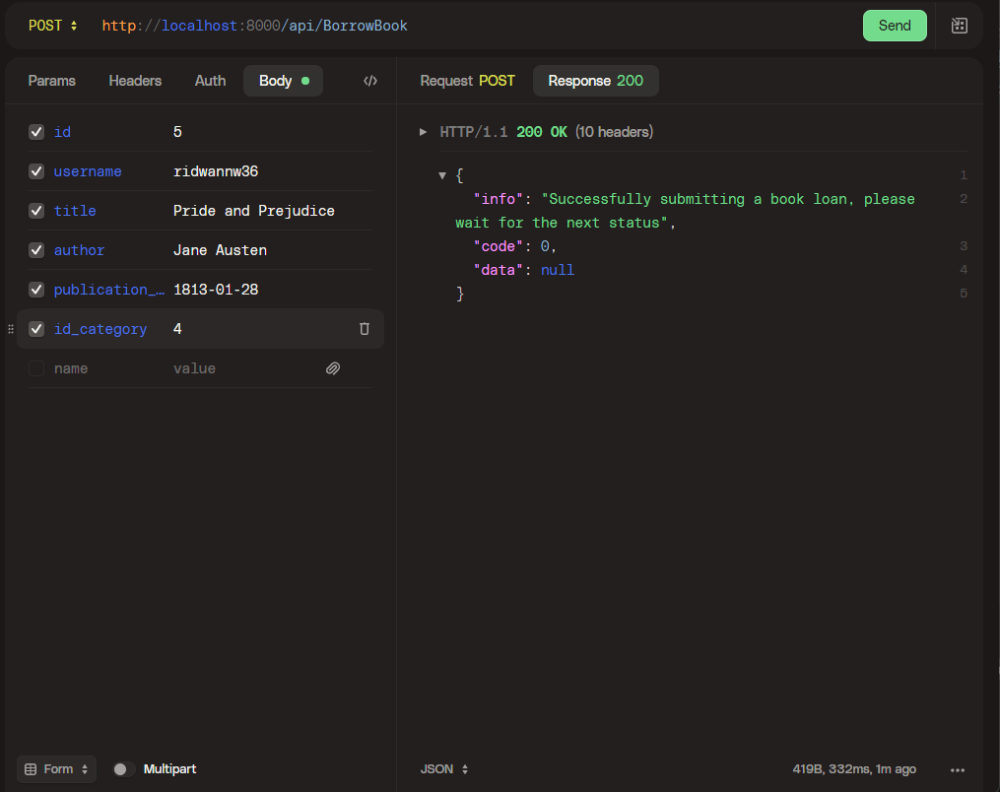 POST http://localhost:8000/api/BorrowBook Send
Params Headers Auth Body
Request POST Response 200
id 5
username ridwannw36
title Pride and Prejudice
author Jane Austen
publication_… 1813-01-28
id_category 4
name value
HTTP/1.1 200 OK (10 headers)
{ 1
"info": "Successfully submitting a book loan, please 2
wait for the next status",
"code": 0, 3
"data": null 4
} 5
Form Multipart
JSON 419B, 332ms, 1m ago